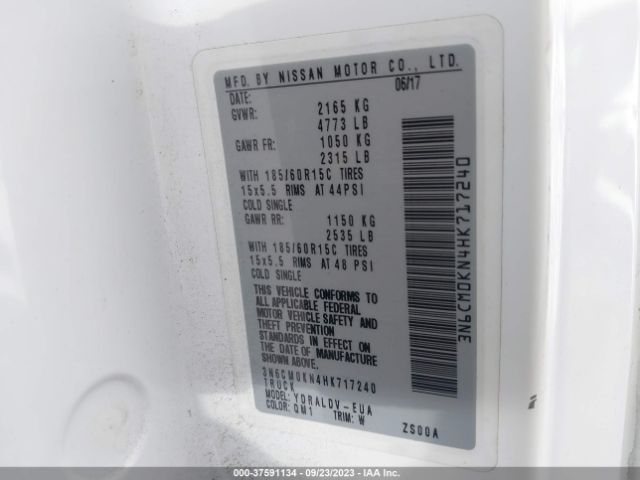 MFD. BY NISSAN MOTOR CO., LTD.
DATE: 06/17
GVWR: 2165 KG
4773 LB
GAWR FR: 1050 KG
2315 LB
WITH 185/60R15C TIRES
15x5.5 RIMS AT 44PSI
COLD SINGLE
GAWR RR: 1150 KG
2535 LB
WITH 185/60R15C TIRES
15x5.5 RIMS AT 48 PSI
COLD SINGLE
THIS VEHICLE CONFORMS TO
ALL APPLICABLE FEDERAL
MOTOR VEHICLE SAFETY AND
THEFT PREVENTION
STANDARDS IN EFFECT ON
THE DATE OF MANUFACTURE
SHOWN ABOVE.
3N6CM0KN4HK717240
TRUCK
MODEL: YDRALDV-EUA
COLOR: QM1 TRIM: W
ZS00A
3N6CM0KN4HK717240
000-37591134 - 09/23/2023 - IAA Inc.